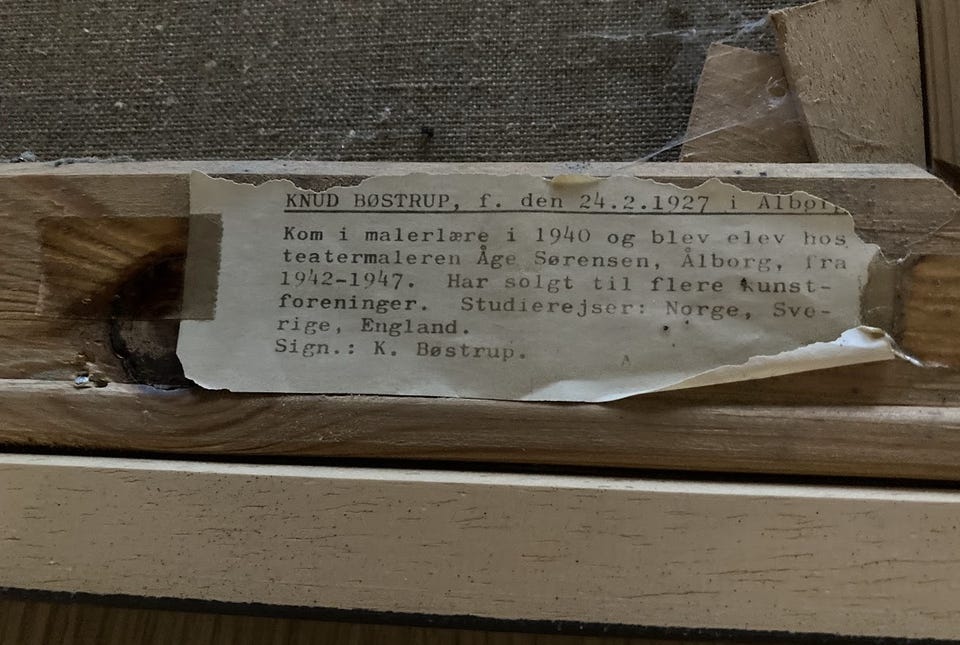 KNUD BØSTRUP, f. den 24.2.1927 i
Kom i malerlære i 1940 og blev elev hos
teatermaleren Åge Sørensen, Ålborg, fra
1942-1947. Har solgt til flere kunst-
foreninger. Studierejser: Norge, Sve-
rige, England.
Sign.: K. Bøstrup.